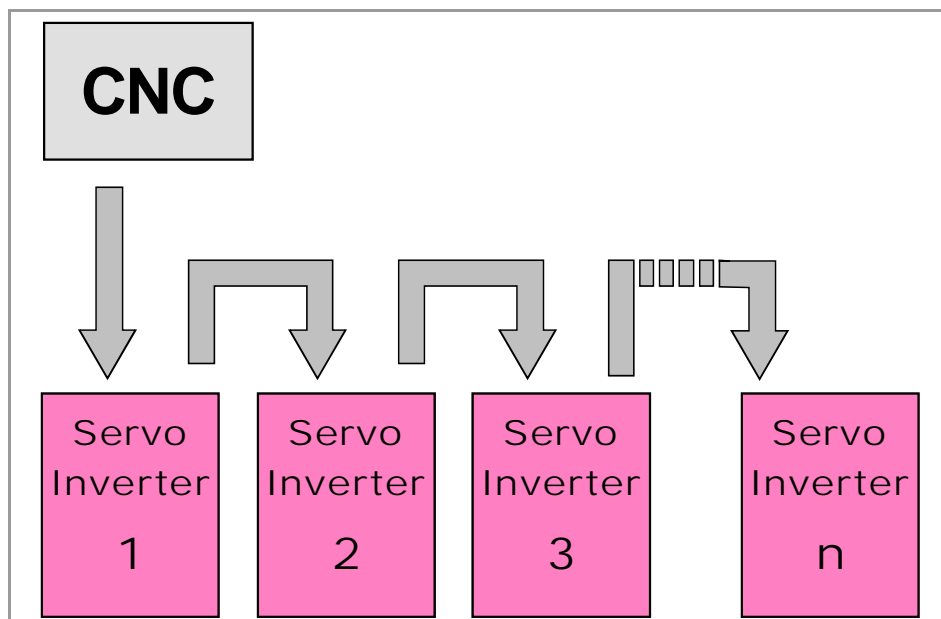 CNC
Servo
Inverter
1
Servo
Inverter
2
Servo
Inverter
3
Servo
Inverter
n